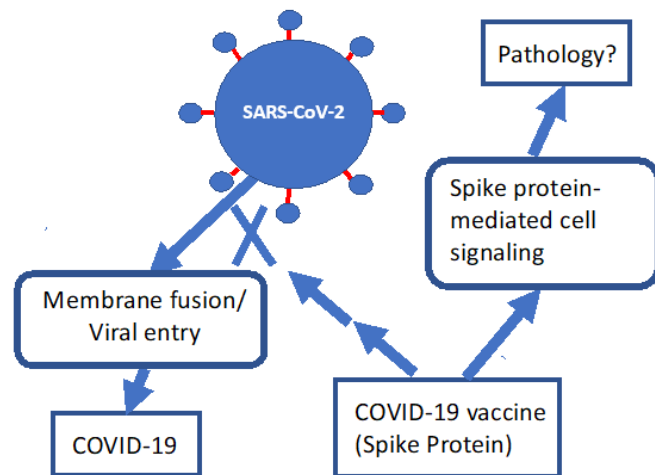 Pathology?
SARS-CoV-2
Spike protein-
mediated cell
signaling
Membrane fusion/
Viral entry
COVID-19
COVID-19 vaccine
(Spike Protein)